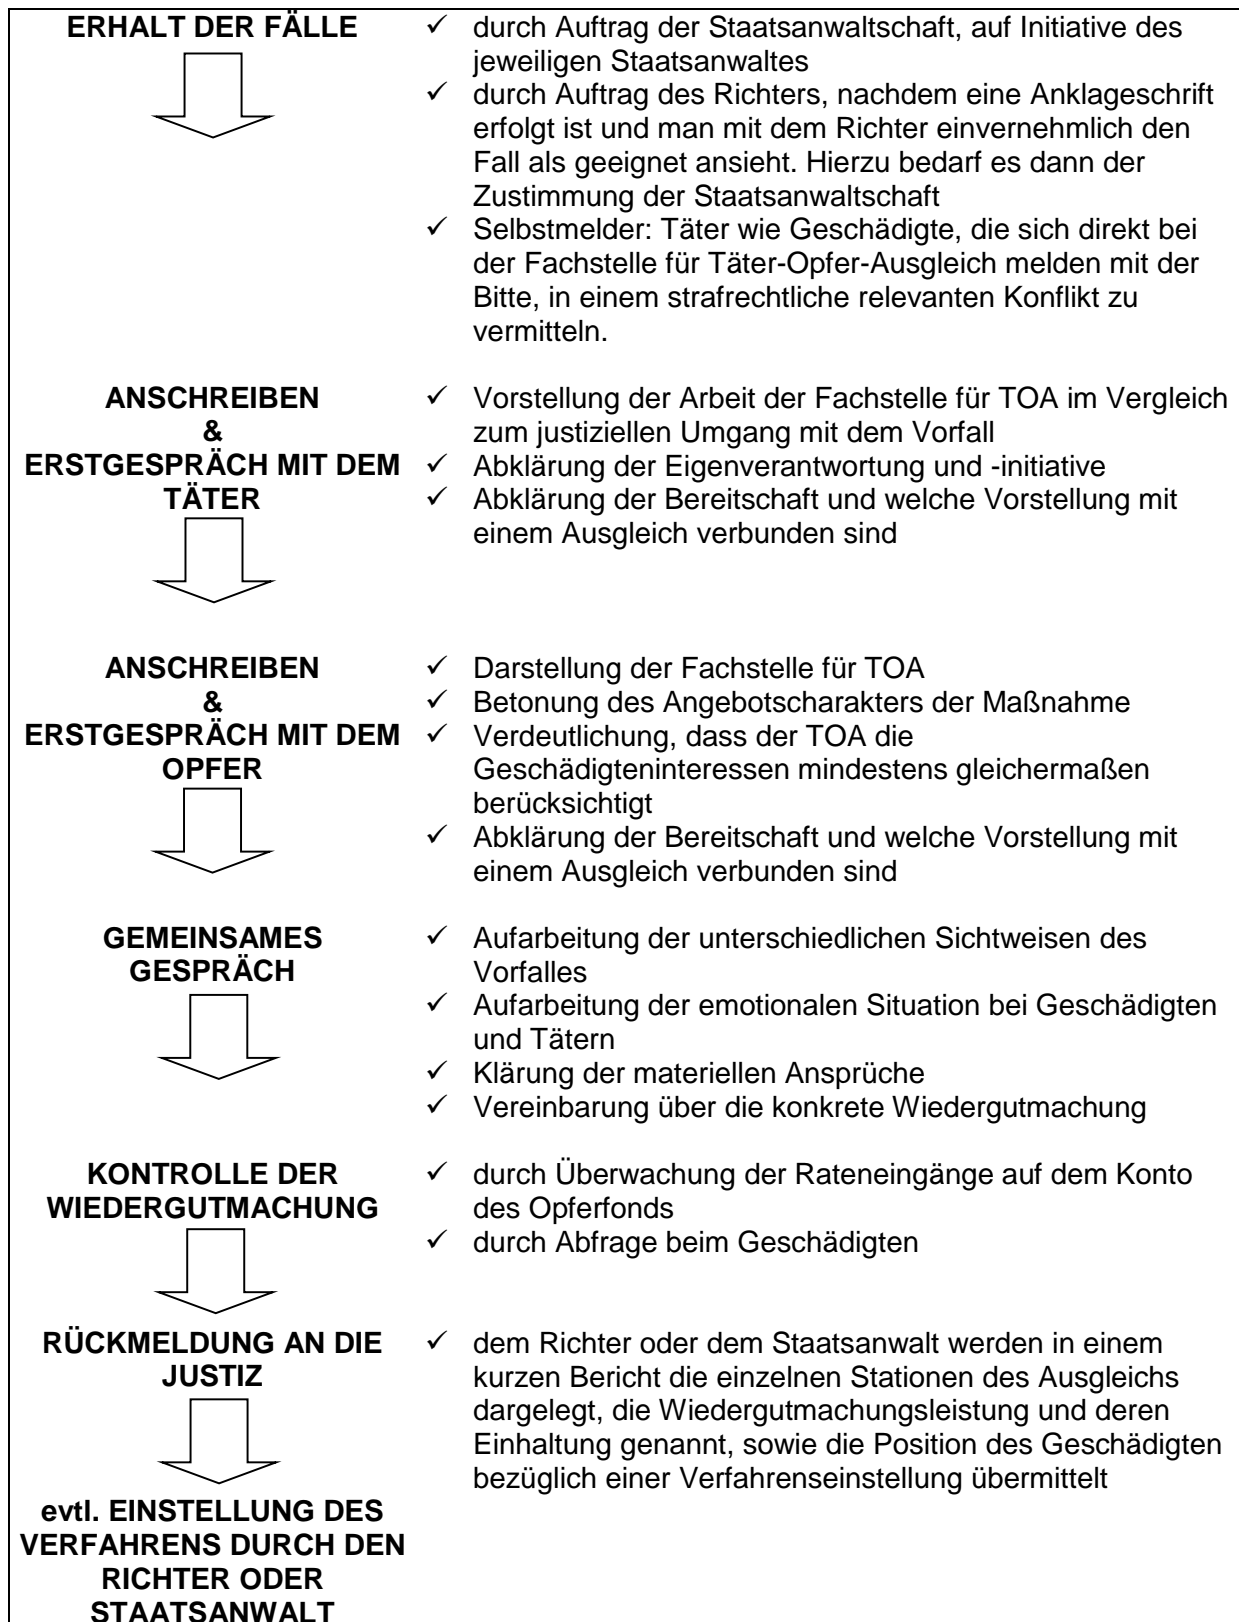 ERHALT DER FÄLLE
✓ durch Auftrag der Staatsanwaltschaft, auf Initiative des
jeweiligen Staatsanwaltes
✓ durch Auftrag des Richters, nachdem eine Anklageschrift
erfolgt ist und man mit dem Richter einvernehmlich den
Fall als geeignet ansieht. Hierzu bedarf es dann der
Zustimmung der Staatsanwaltschaft
✓ Selbstmelder: Täter wie Geschädigte, die sich direkt bei
der Fachstelle für Täter-Opfer-Ausgleich melden mit der
Bitte, in einem strafrechtliche relevanten Konflikt zu
vermitteln.
ANSCHREIBEN
&
ERSTGESPRÄCH MIT DEM
TÄTER
✓ Vorstellung der Arbeit der Fachstelle für TOA im Vergleich
zum justiziellen Umgang mit dem Vorfall
✓ Abklärung der Eigenverantwortung und -initiative
✓ Abklärung der Bereitschaft und welche Vorstellung mit
einem Ausgleich verbunden sind
ANSCHREIBEN
&
ERSTGESPRÄCH MIT DEM
OPFER
✓ Darstellung der Fachstelle für TOA
✓ Betonung des Angebotscharakters der Maßnahme
✓ Verdeutlichung, dass der TOA die
Geschädigteninteressen mindestens gleichermaßen
berücksichtigt
✓ Abklärung der Bereitschaft und welche Vorstellung mit
einem Ausgleich verbunden sind
GEMEINSAMES
GESPRÄCH
✓ Aufarbeitung der unterschiedlichen Sichtweisen des
Vorfalles
✓ Aufarbeitung der emotionalen Situation bei Geschädigten
und Tätern
✓ Klärung der materiellen Ansprüche
✓ Vereinbarung über die konkrete Wiedergutmachung
KONTROLLE DER
WIEDERGUTMACHUNG
✓ durch Überwachung der Rateneingänge auf dem Konto
des Opferfonds
✓ durch Abfrage beim Geschädigten
RÜCKMELDUNG AN DIE
JUSTIZ
✓ dem Richter oder dem Staatsanwalt werden in einem
kurzen Bericht die einzelnen Stationen des Ausgleichs
dargelegt, die Wiedergutmachungsleistung und deren
Einhaltung genannt, sowie die Position des Geschädigten
bezüglich einer Verfahrenseinstellung übermittelt
evtl. EINSTELLUNG DES
VERFAHRENS DURCH DEN
RICHTER ODER
STAATSANWALT